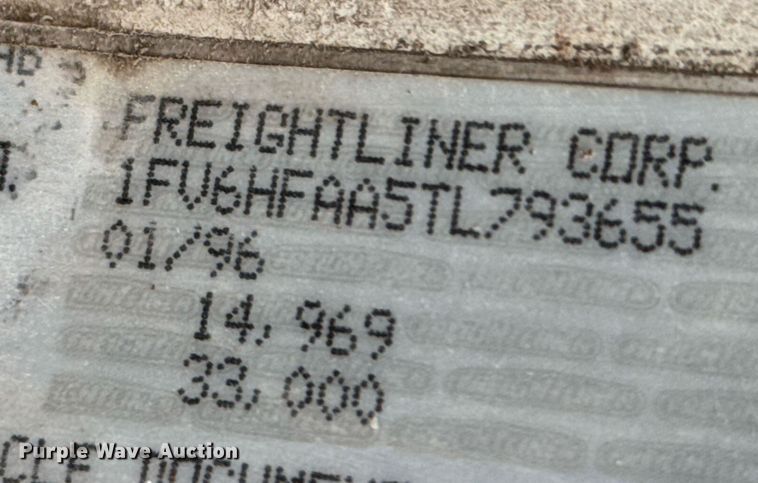 FREIGHTLINER CORP.
1FV6HFAA5TL793655
01/96
14,969
33,000
Purple Wave Auction